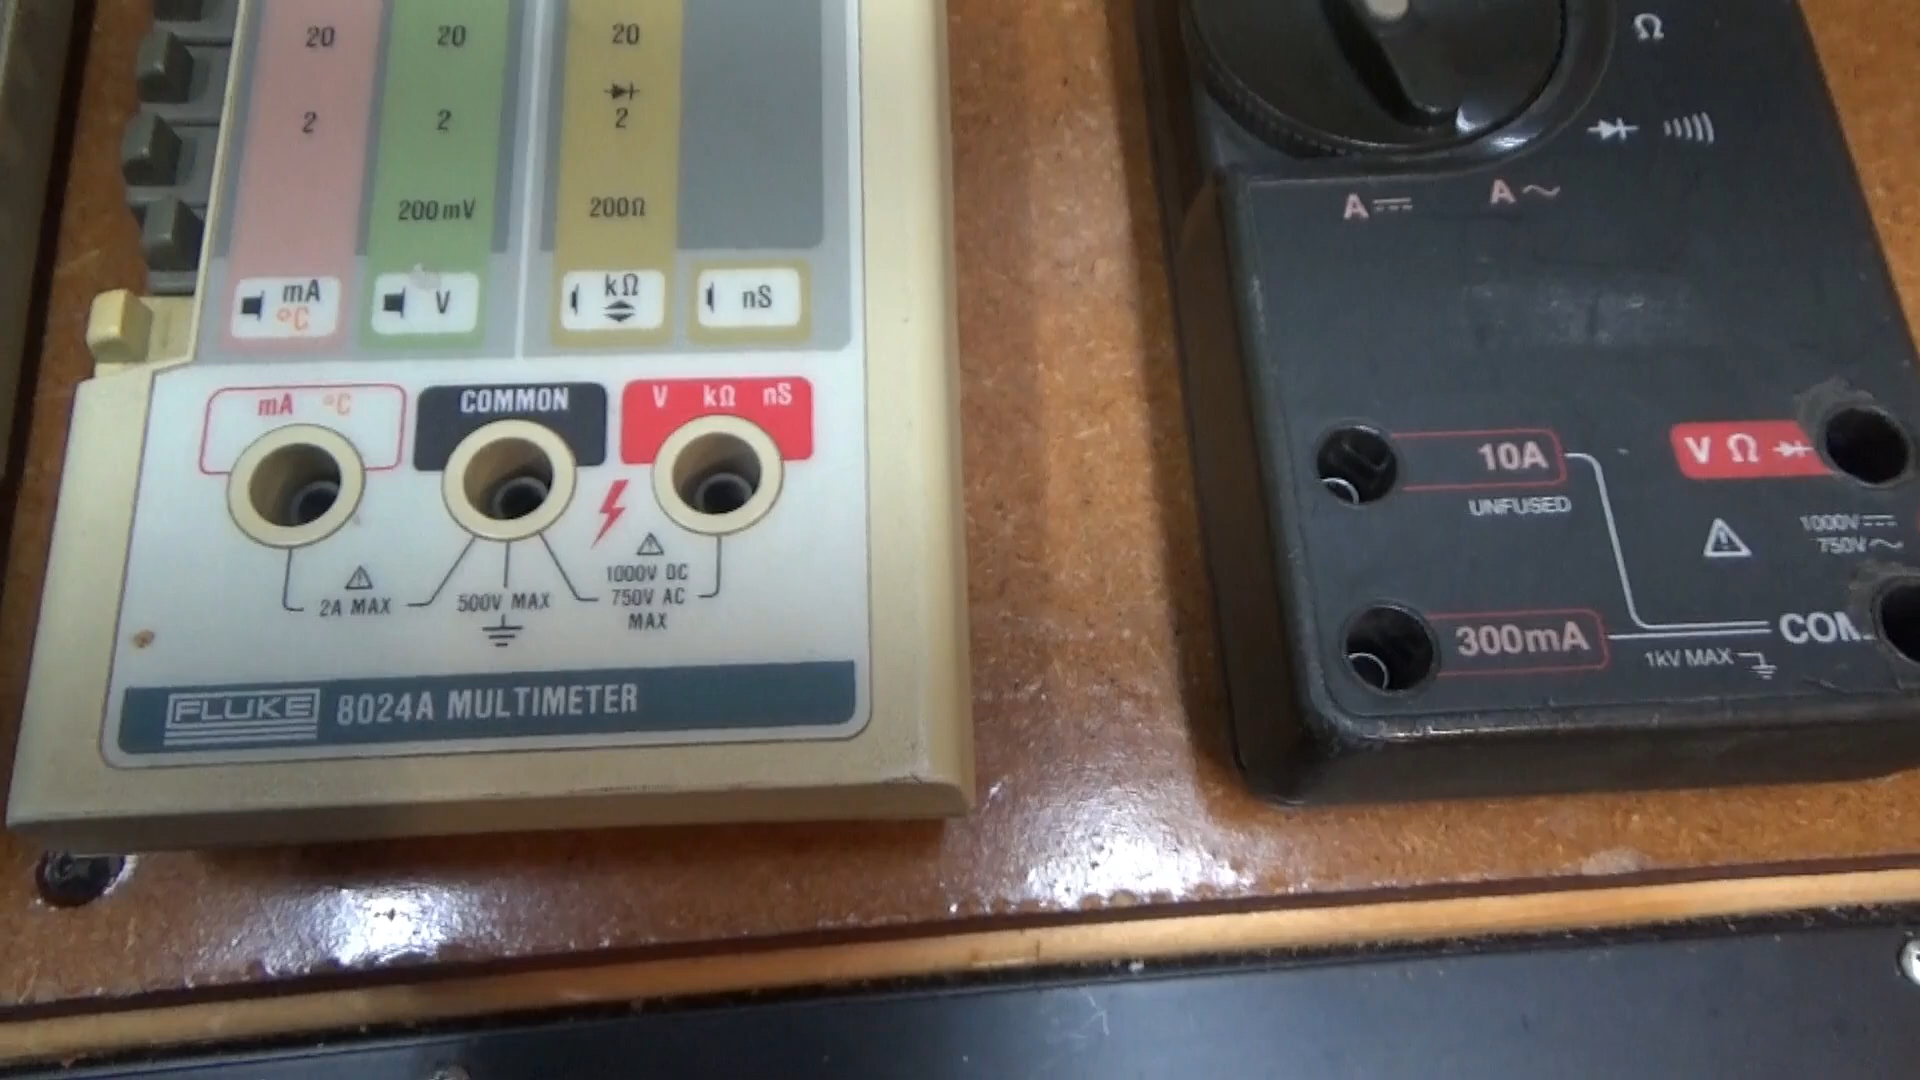 20 20 20
2 2 2
200mV 200Ω
mA °C V kΩ nS
mA °C COMMON V kΩ nS
2A MAX 500V MAX 1000V DC 750V AC MAX
FLUKE 8024A MULTIMETER
Ω
A A
10A V Ω
UNFUSED
1000V
750V
300mA
1kV MAX